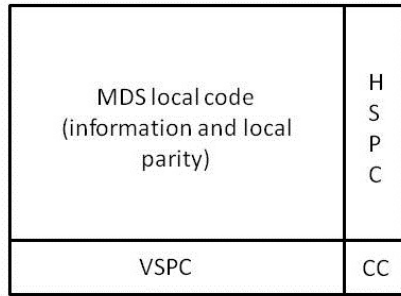 MDS local code
(information and local
parity)
H
S
P
C
VSPC
CC